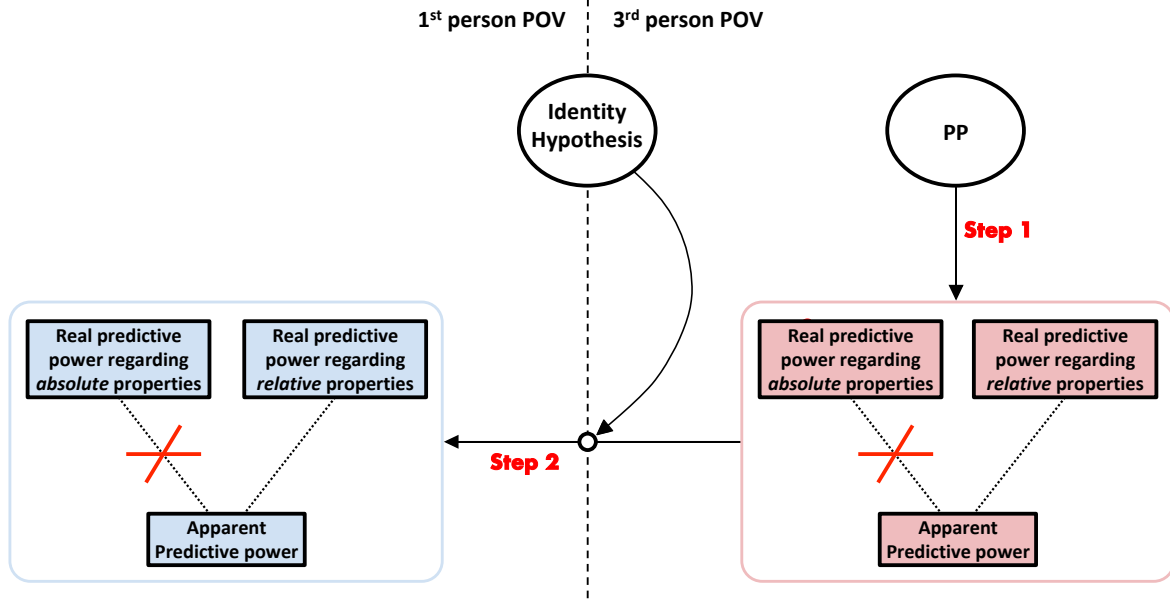 1st person POV
3rd person POV
Identity
Hypothesis
PP
Step 1
Real predictive
power regarding
absolute properties
Real predictive
power regarding
relative properties
Real predictive
power regarding
absolute properties
Real predictive
power regarding
relative properties
Step 2
Apparent
Predictive power
Apparent
Predictive power